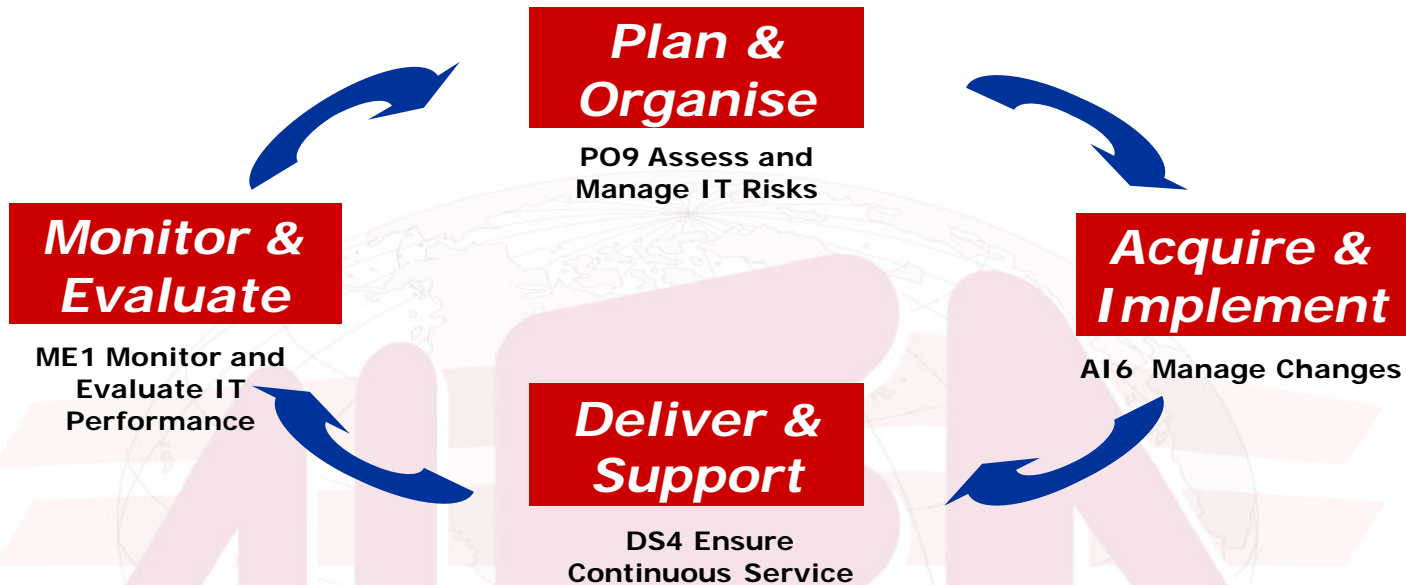 Plan &
Organise
PO9 Assess and
Manage IT Risks
Monitor &
Evaluate
ME1 Monitor and
Evaluate IT
Performance
Acquire &
Implement
AI6 Manage Changes
Deliver &
Support
DS4 Ensure
Continuous Service